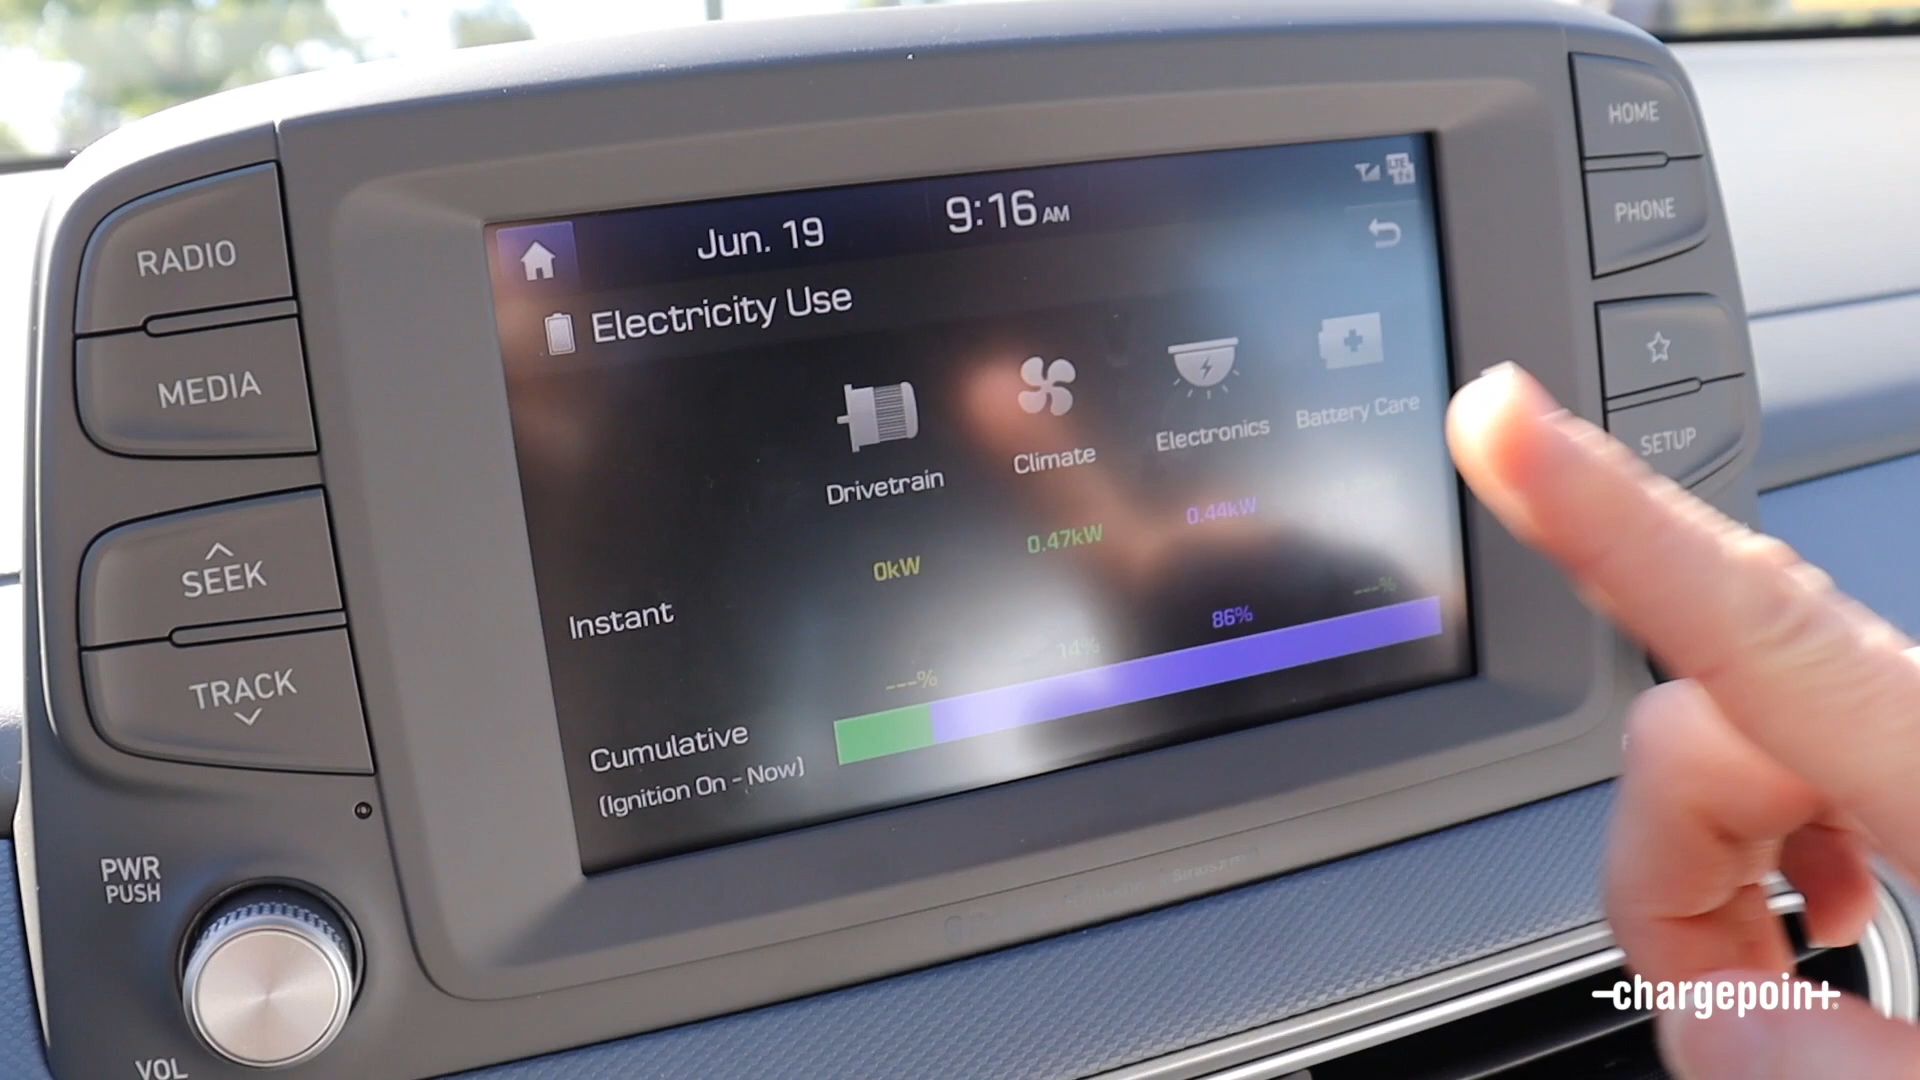 HOME
PHONE
SETUP
RADIO
MEDIA
SEEK
TRACK
PWR
PUSH
VOL
Jun. 19
9:16 AM
LTE
Electricity Use
Drivetrain
Climate
Electronics
Battery Care
Instant
0kW
0.47kW
0.44kW
Cumulative
(Ignition On - Now)
---%
14%
86%
---%
chargepoin+